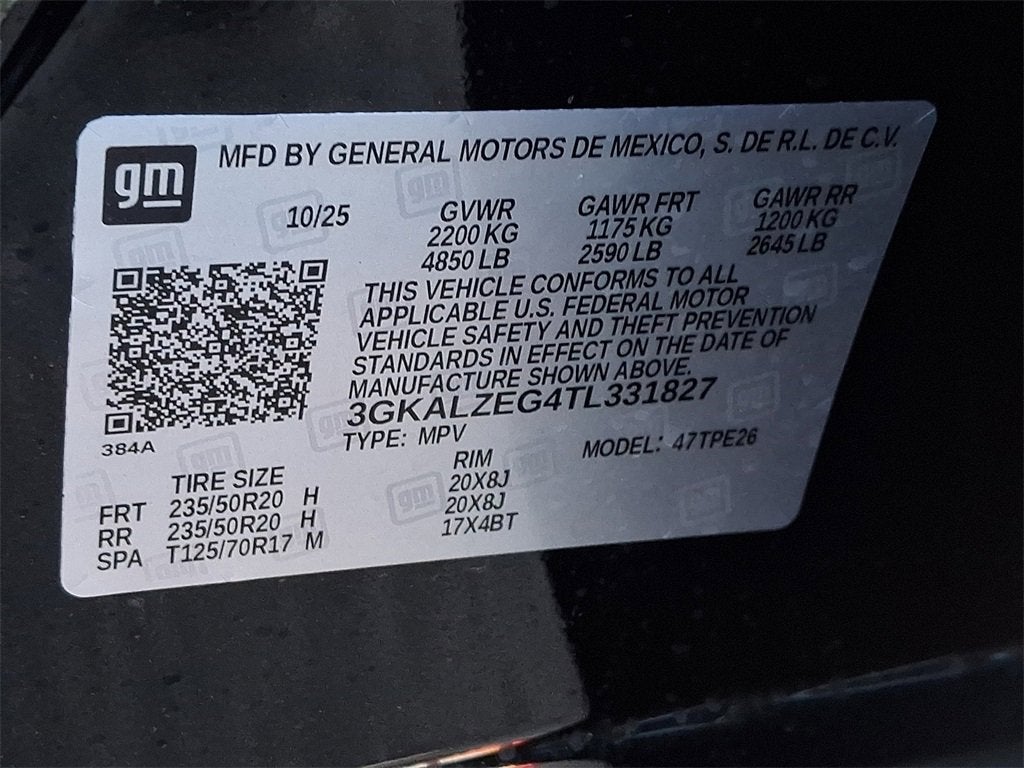 gm
MFD BY GENERAL MOTORS DE MEXICO, S. DE R.L. DE C.V.
10/25
GVWR GAWR FRT GAWR RR
2200 KG 1175 KG 1200 KG
4850 LB 2590 LB 2645 LB
THIS VEHICLE CONFORMS TO ALL
APPLICABLE U.S. FEDERAL MOTOR
VEHICLE SAFETY AND THEFT PREVENTION
STANDARDS IN EFFECT ON THE DATE OF
MANUFACTURE SHOWN ABOVE.
3GKALZEG4TL331827
384A
TYPE: MPV MODEL: 47TPE26
TIRE SIZE RIM
FRT 235/50R20 H 20X8J
RR 235/50R20 H 20X8J
SPA T125/70R17 M 17X4BT